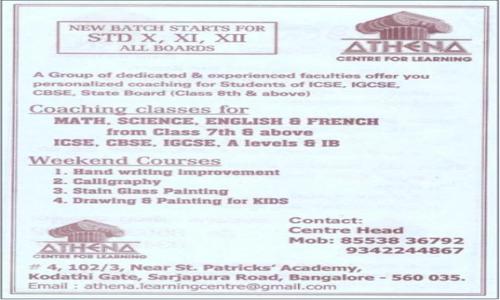 NEW BATCH STARTS FOR
STD X, XI, XII
ALL BOARDS
ATHENA
CENTRE FOR LEARNING
A Group of dedicated & experienced faculties offer you
personalized coaching for Students of ICSE, IGCSE,
CBSE, State Board (Class 8th & above)
Coaching classes for
MATH, SCIENCE, ENGLISH & FRENCH
from Class 7th & above
ICSE, CBSE, IGCSE, A levels & IB
Weekend Courses
1. Hand writing improvement
2. Calligraphy
3. Stain Glass Painting
4. Drawing & Painting for KIDS
ATHENA
CENTRE FOR LEARNING
Contact:
Centre Head
Mob: 85538 36792
9342244867
# 4, 102/3, Near St. Patricks' Academy,
Kodathi Gate, Sarjapura Road, Bangalore - 560 035.
Email : athena.learningcentre@gmail.com